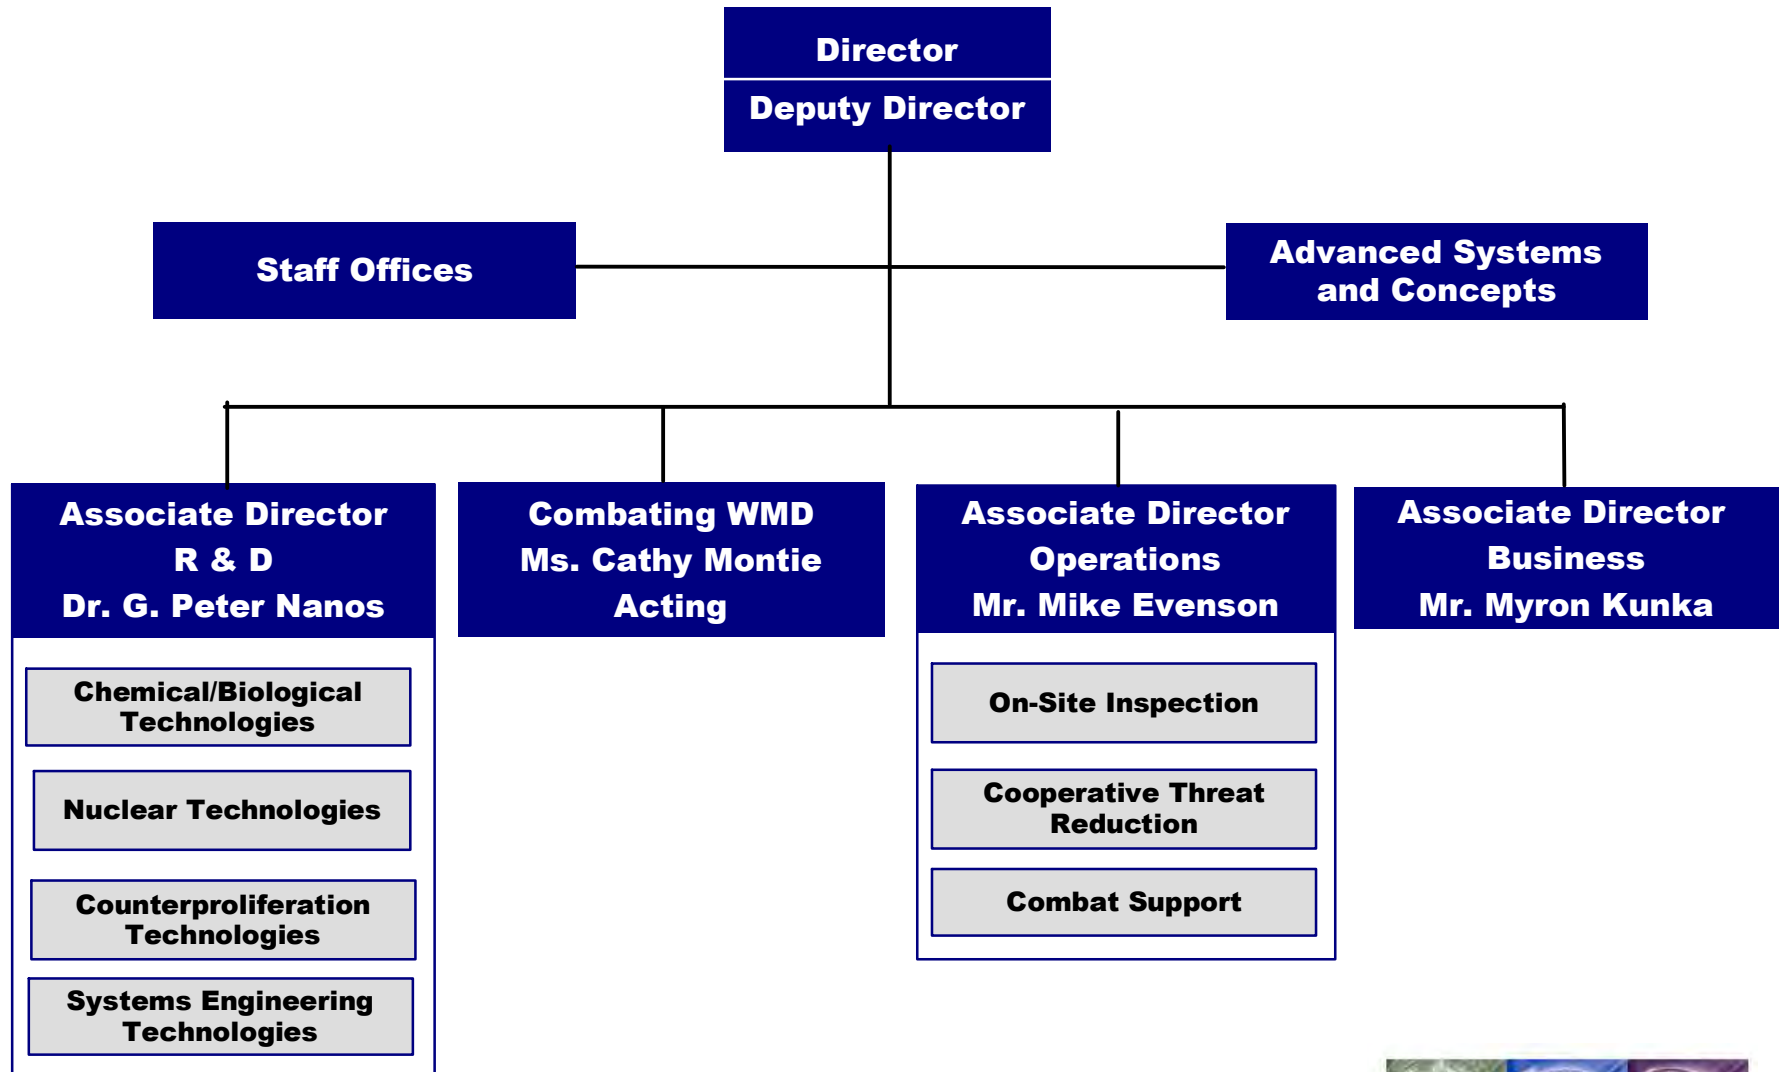 Director
Deputy Director
Staff Offices
Advanced Systems
and Concepts
Associate Director
R & D
Dr. G. Peter Nanos
Combating WMD
Ms. Cathy Montie
Acting
Associate Director
Operations
Mr. Mike Evenson
Associate Director
Business
Mr. Myron Kunka
Chemical/Biological
Technologies
Nuclear Technologies
Counterproliferation
Technologies
Systems Engineering
Technologies
On-Site Inspection
Cooperative Threat
Reduction
Combat Support